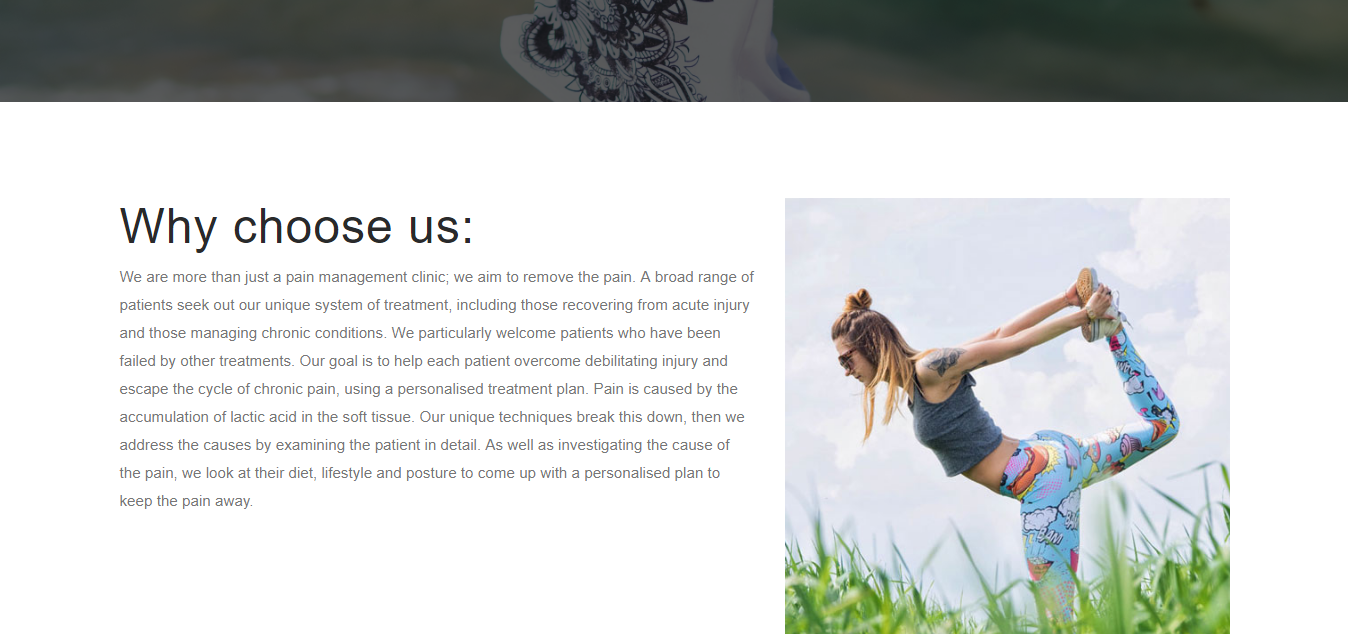 Why choose us:
We are more than just a pain management clinic; we aim to remove the pain. A broad range of
patients seek out our unique system of treatment, including those recovering from acute injury
and those managing chronic conditions. We particularly welcome patients who have been
failed by other treatments. Our goal is to help each patient overcome debilitating injury and
escape the cycle of chronic pain, using a personalised treatment plan. Pain is caused by the
accumulation of lactic acid in the soft tissue. Our unique techniques break this down, then we
address the causes by examining the patient in detail. As well as investigating the cause of
the pain, we look at their diet, lifestyle and posture to come up with a personalised plan to
keep the pain away.
BAM